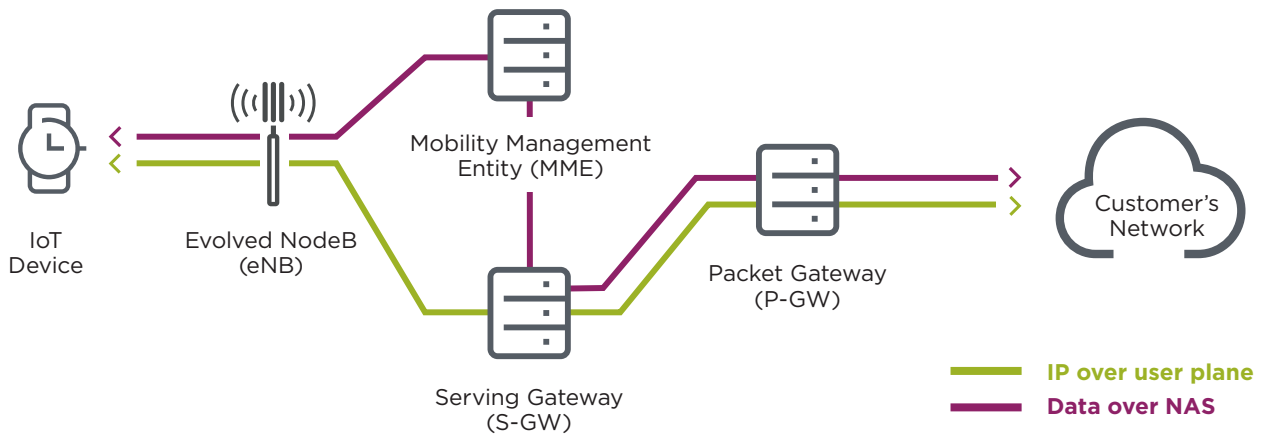 IoT
Device
Evolved NodeB
(eNB)
Mobility Management
Entity (MME)
Serving Gateway
(S-GW)
Packet Gateway
(P-GW)
Customer's
Network
IP over user plane
Data over NAS